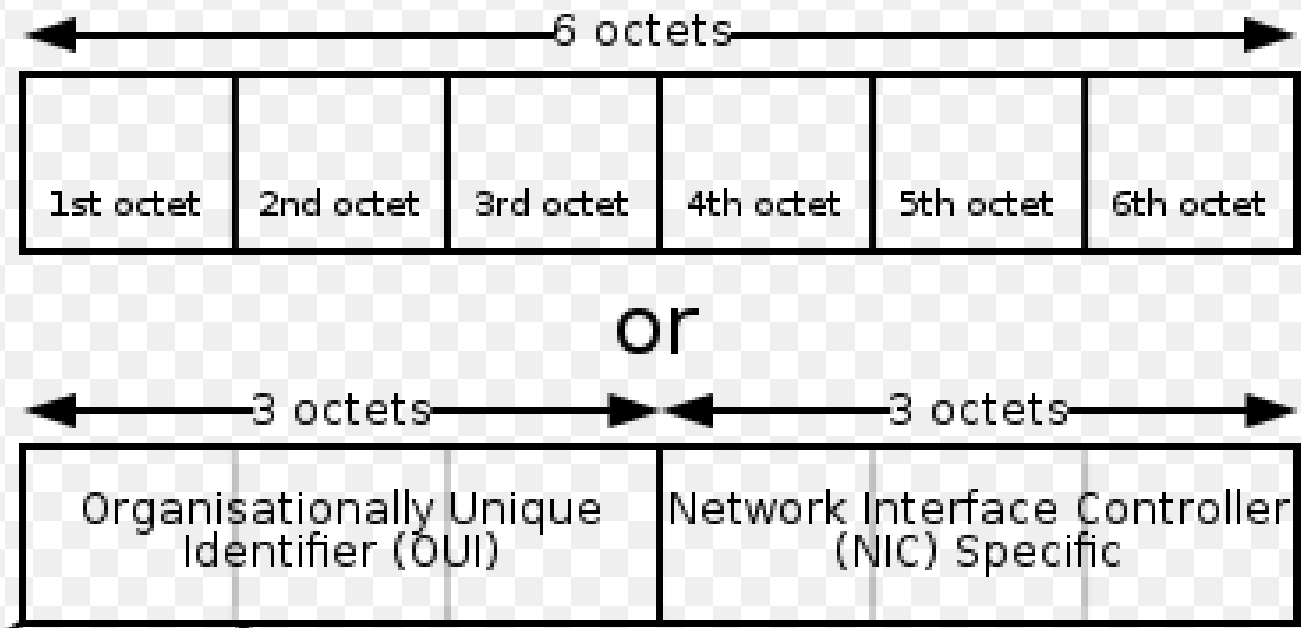 6 octets
1st octet 2nd octet 3rd octet 4th octet 5th octet 6th octet
or
3 octets 3 octets
Organisationally Unique Identifier (OUI)
Network Interface Controller (NIC) Specific